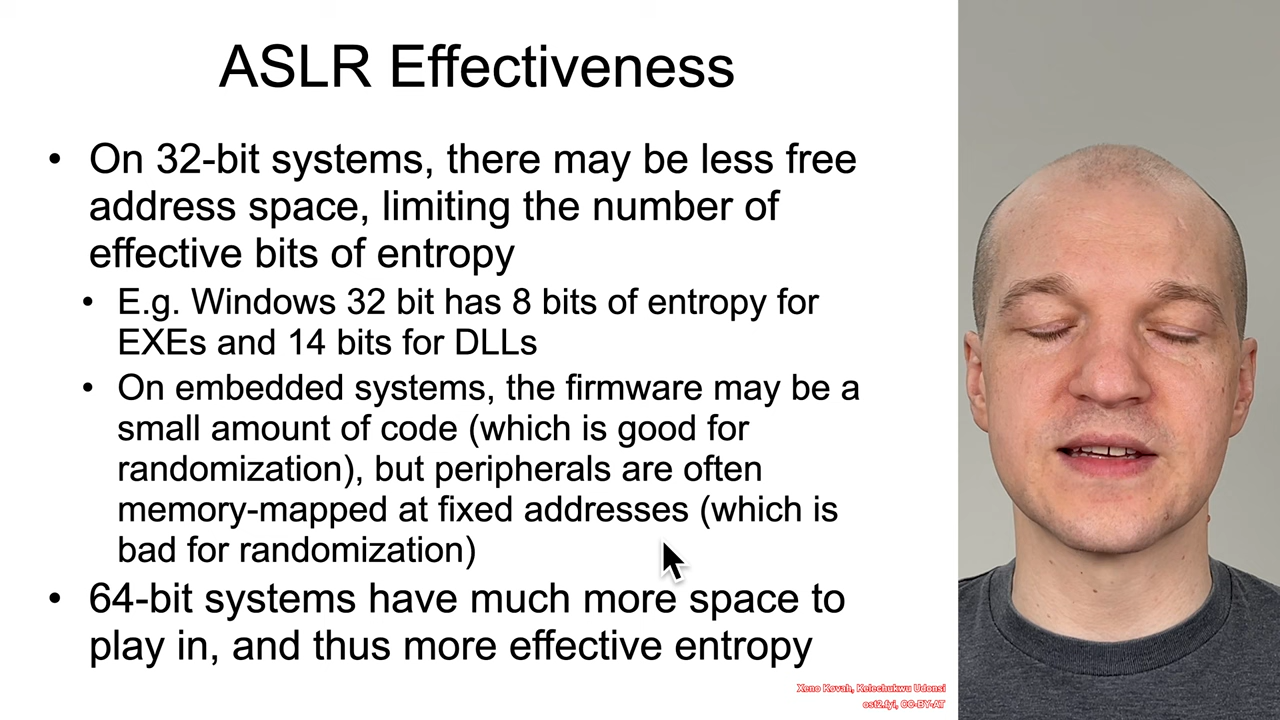 ASLR Effectiveness
• On 32-bit systems, there may be less free
address space, limiting the number of
effective bits of entropy
• E.g. Windows 32 bit has 8 bits of entropy for
EXEs and 14 bits for DLLs
• On embedded systems, the firmware may be a
small amount of code (which is good for
randomization), but peripherals are often
memory-mapped at fixed addresses (which is
bad for randomization)
• 64-bit systems have much more space to
play in, and thus more effective entropy
Xeno Kovah, Kelechukwu Udonsi
ost2.fyi, CC-BY-AT